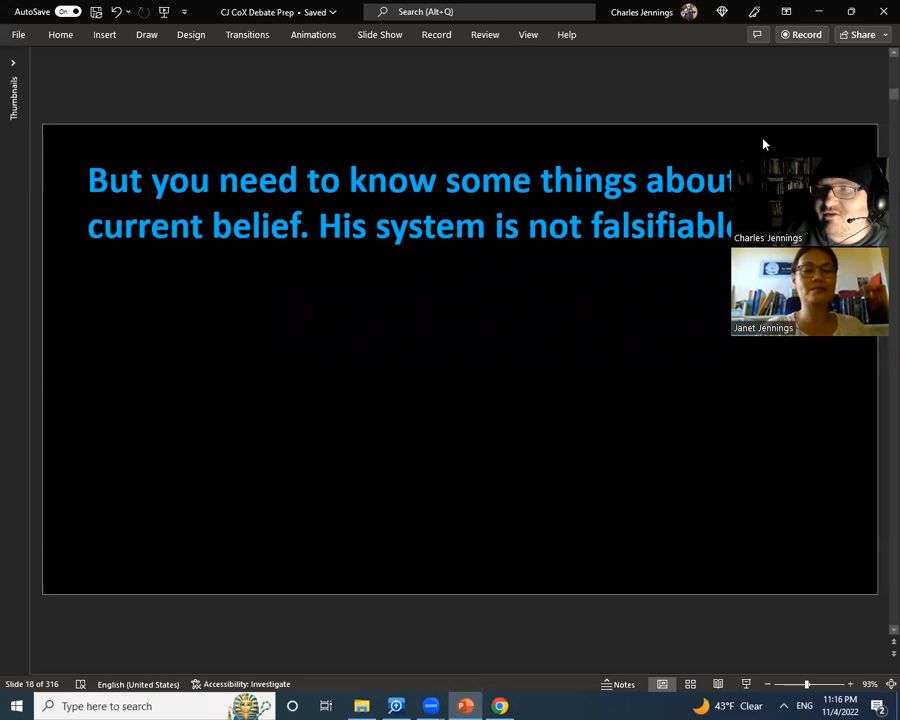 AutoSave On
CJ CoX Debate Prep • Saved
Search (Alt+Q)
Charles Jennings
File Home Insert Draw Design Transitions Animations Slide Show Record Review View Help
Record
Share
Thumbnails
But you need to know some things about
current belief. His system is not falsifiable
Charles Jennings
Janet Jennings
Slide 18 of 316
English (United States)
Accessibility: Investigate
Notes
93%
Type here to search
43°F Clear
ENG
11:16 PM
11/4/2022
2